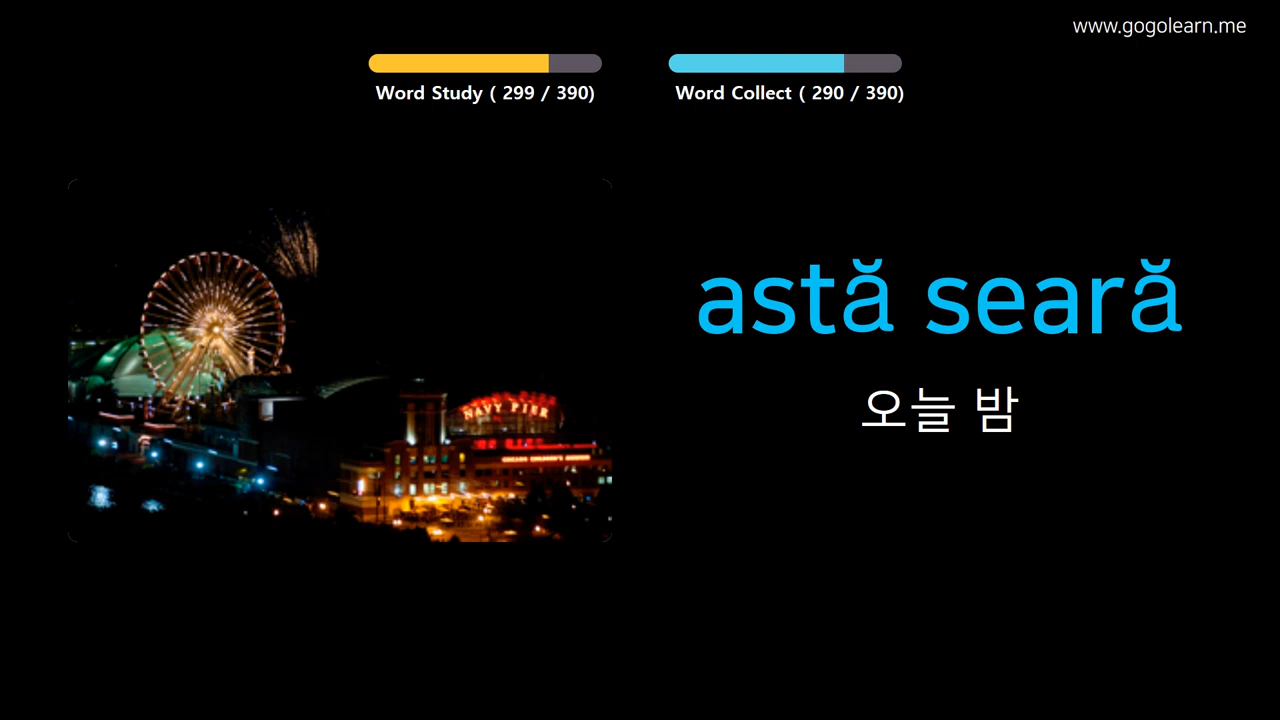 www.gogolearn.me
Word Study ( 299 / 390)
Word Collect ( 290 / 390)
astă seară
오늘 밤
NAVY PIER